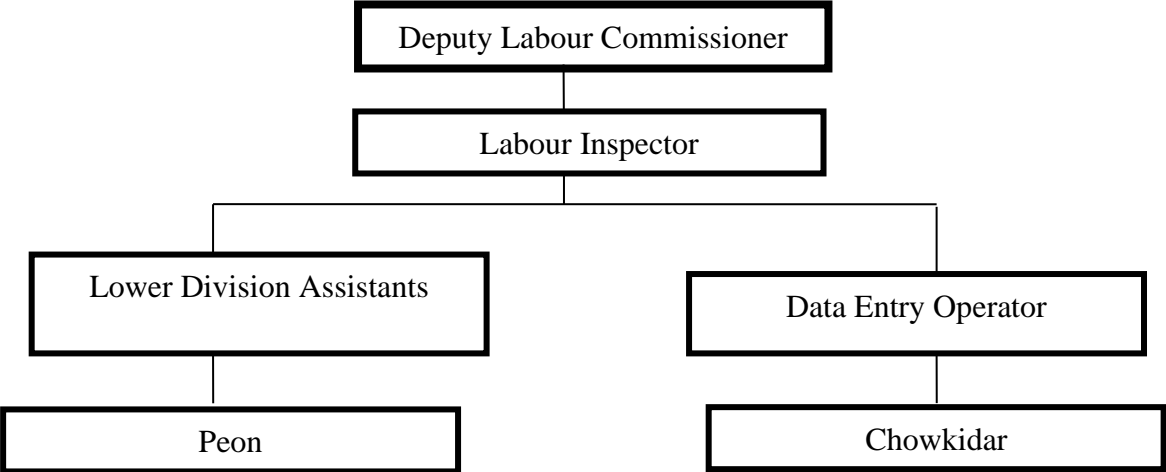 Deputy Labour Commissioner
Labour Inspector
Lower Division Assistants
Data Entry Operator
Peon
Chowkidar